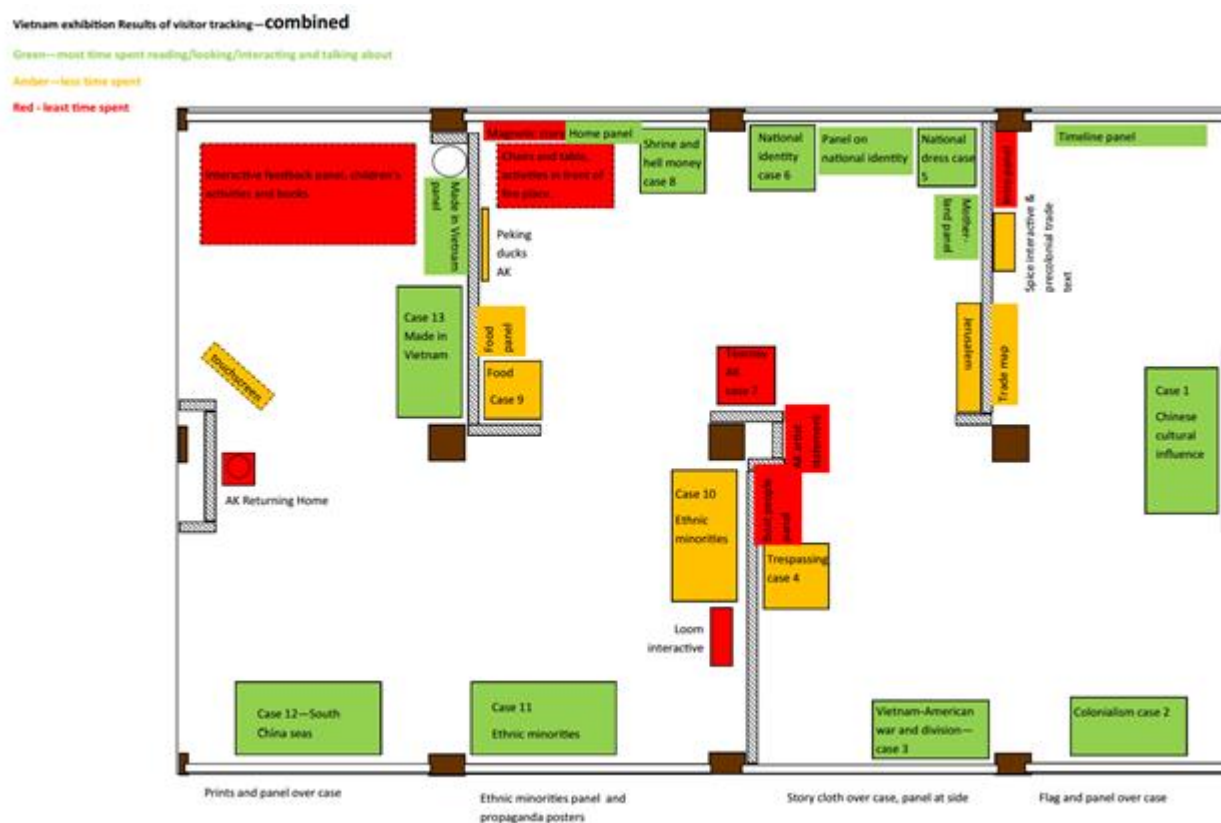 Vietnam exhibition Results of visitor tracking—combined
Green—most time spent reading/looking/interacting and talking about
Amber—less time spent
Red - least time spent
Interactive feedback panel, children's
activities and books
Made in Vietnam
panel
Home panel
Chairs and table,
activities in front of
fire place.
Shrine and
hell money
case 8
National
identity
case 6
Panel on
national identity
National
dress case
5
Timeline panel
Mother-
land panel
Spice interactive &
precolonial trade
text
Peking
ducks
AK
Case 13
Made in
Vietnam
Food
panel
Food
Case 9
touchscreen
AK
case 7
Jerusalem
Trade map
Case 1
Chinese
cultural
influence
AK artist
statement
AK Returning Home
Case 10
Ethnic
minorities
Boat people
panel
Trespassing
case 4
Loom
interactive
Case 12—South
China seas
Case 11
Ethnic minorities
Vietnam-American
war and division—
case 3
Colonialism case 2
Prints and panel over case
Ethnic minorities panel and
propaganda posters
Story cloth over case, panel at side
Flag and panel over case